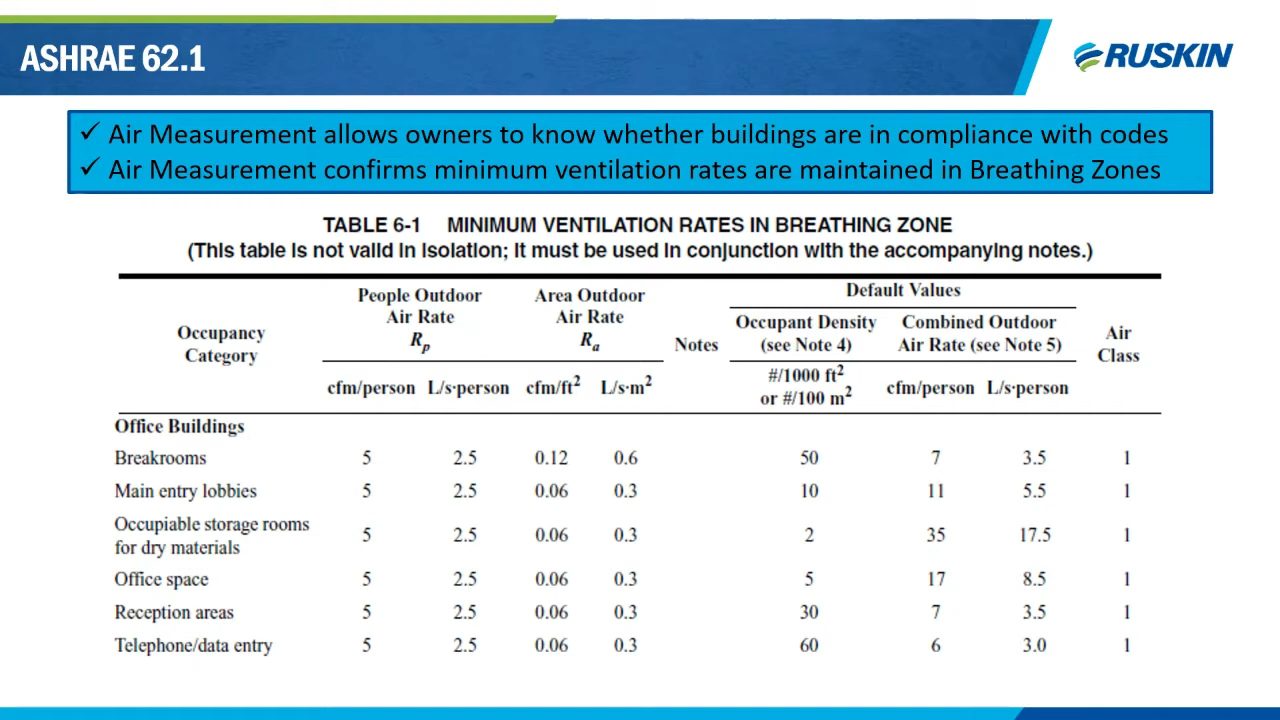 ASHRAE 62.1
RUSKIN
✓ Air Measurement allows owners to know whether buildings are in compliance with codes
✓ Air Measurement confirms minimum ventilation rates are maintained in Breathing Zones
TABLE 6-1 MINIMUM VENTILATION RATES IN BREATHING ZONE
(This table is not valid in isolation; it must be used in conjunction with the accompanying notes.)
Occupancy
Category
People Outdoor
Air Rate
Rp
cfm/person L/s·person
Area Outdoor
Air Rate
Ra
cfm/ft² L/s·m²
Notes
Default Values
Occupant Density
(see Note 4)
#/1000 ft²
or #/100 m²
Combined Outdoor
Air Rate (see Note 5)
cfm/person L/s·person
Air
Class
Office Buildings
Breakrooms 5 2.5 0.12 0.6 50 7 3.5 1
Main entry lobbies 5 2.5 0.06 0.3 10 11 5.5 1
Occupiable storage rooms
for dry materials 5 2.5 0.06 0.3 2 35 17.5 1
Office space 5 2.5 0.06 0.3 5 17 8.5 1
Reception areas 5 2.5 0.06 0.3 30 7 3.5 1
Telephone/data entry 5 2.5 0.06 0.3 60 6 3.0 1